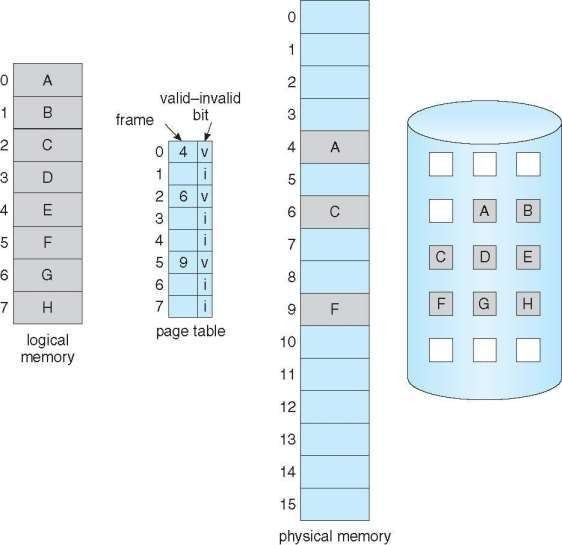 0 A
1 B
2 C
3 D
4 E
5 F
6 G
7 H
logical
memory
valid–invalid
bit
frame
0 4 v
1 i
2 6 v
3 i
4 i
5 9 v
6 i
7 i
page table
0
1
2
3
4 A
5
6 C
7
8
9 F
10
11
12
13
14
15
physical memory
A B
C D E
F G H